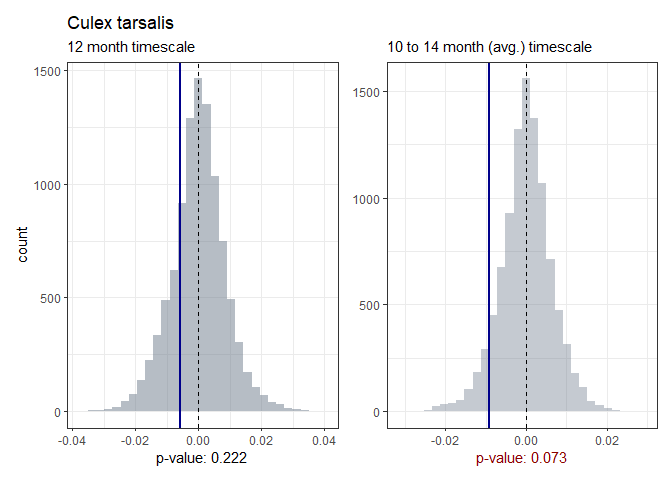 Culex tarsalis
12 month timescale
10 to 14 month (avg.) timescale
count
1500
1000
500
0
-0.04 -0.02 0.00 0.02 0.04
p-value: 0.222
1500
1000
500
0
-0.02 0.00 0.02
p-value: 0.073